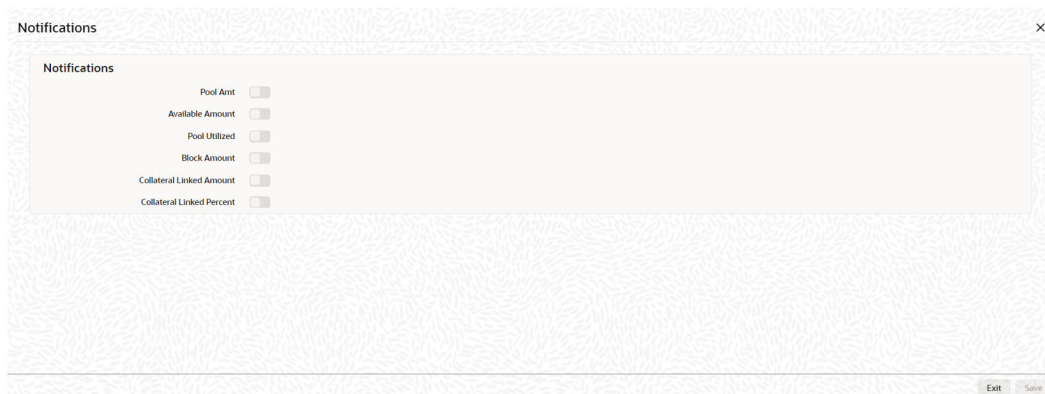 Notifications
Notifications
Pool Amt
Available Amount
Pool Utilized
Block Amount
Collateral Linked Amount
Collateral Linked Percent
Exit Save